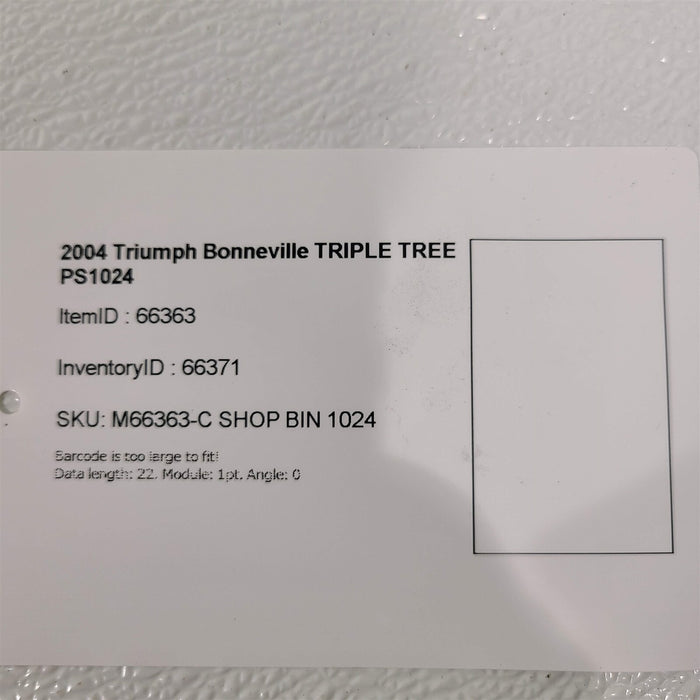 2004 Triumph Bonneville TRIPLE TREE
PS1024
ItemID : 66363
InventoryID : 66371
SKU: M66363-C SHOP BIN 1024
Barcode is too large to fit!
Data length: 22, Module: 1pt, Angle: 0